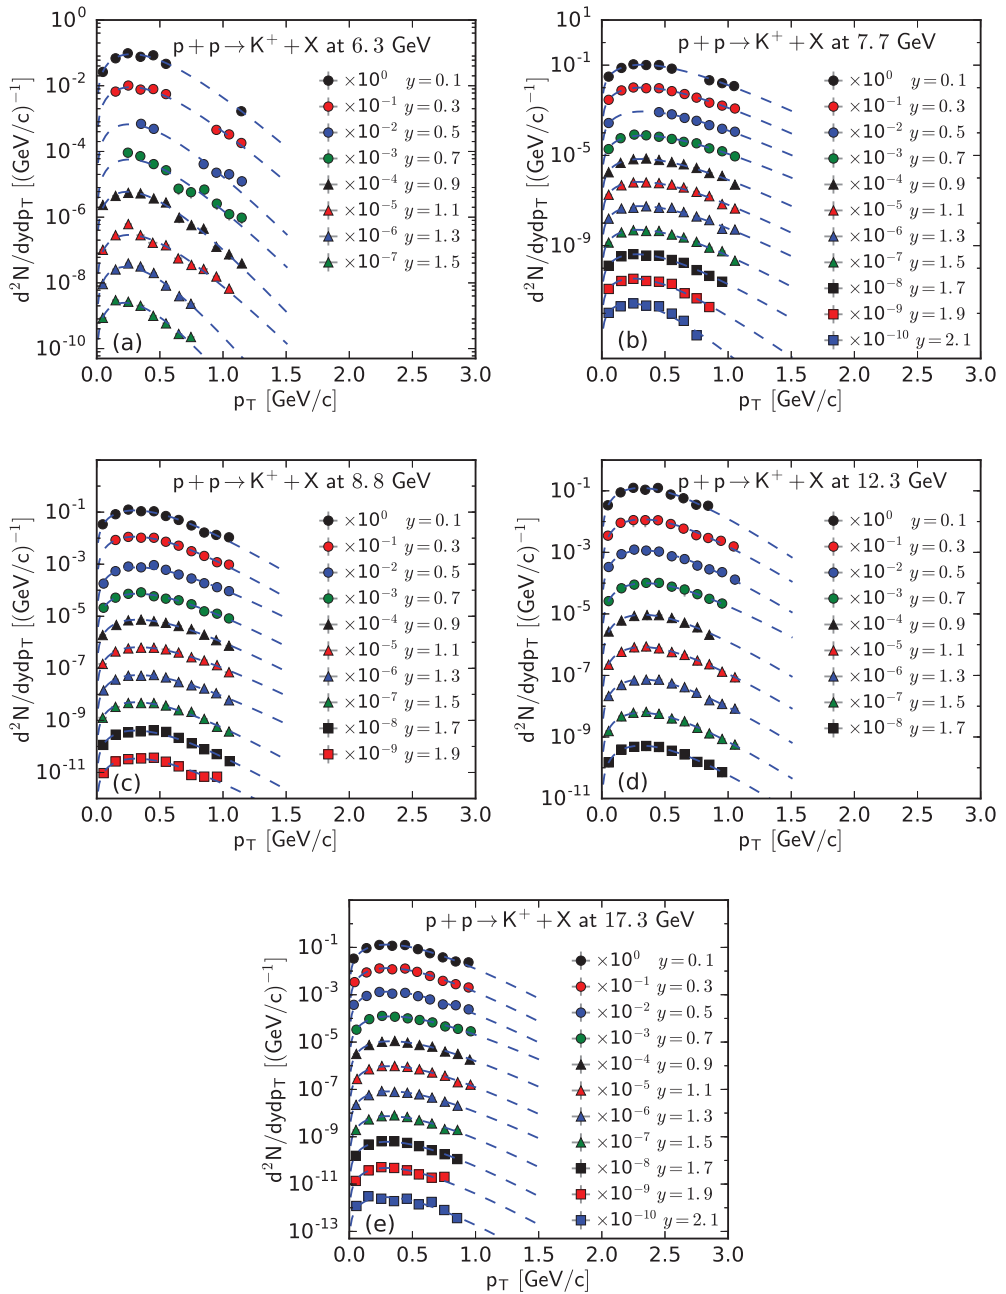 p + p → K⁺ + X at 6.3 GeV
×10⁰ y = 0.1
×10⁻¹ y = 0.3
×10⁻² y = 0.5
×10⁻³ y = 0.7
×10⁻⁴ y = 0.9
×10⁻⁵ y = 1.1
×10⁻⁶ y = 1.3
×10⁻⁷ y = 1.5
10⁰
10⁻²
10⁻⁴
10⁻⁶
10⁻⁸
10⁻¹⁰
d²N/dydp_T [(GeV/c)⁻¹]
(a)
0.0 0.5 1.0 1.5 2.0 2.5 3.0
p_T [GeV/c]
p + p → K⁺ + X at 7.7 GeV
×10⁰ y = 0.1
×10⁻¹ y = 0.3
×10⁻² y = 0.5
×10⁻³ y = 0.7
×10⁻⁴ y = 0.9
×10⁻⁵ y = 1.1
×10⁻⁶ y = 1.3
×10⁻⁷ y = 1.5
×10⁻⁸ y = 1.7
×10⁻⁹ y = 1.9
×10⁻¹⁰ y = 2.1
10¹
10⁻¹
10⁻⁵
10⁻⁹
d²N/dydp_T [(GeV/c)⁻¹]
(b)
0.0 0.5 1.0 1.5 2.0 2.5 3.0
p_T [GeV/c]
p + p → K⁺ + X at 8.8 GeV
×10⁰ y = 0.1
×10⁻¹ y = 0.3
×10⁻² y = 0.5
×10⁻³ y = 0.7
×10⁻⁴ y = 0.9
×10⁻⁵ y = 1.1
×10⁻⁶ y = 1.3
×10⁻⁷ y = 1.5
×10⁻⁸ y = 1.7
×10⁻⁹ y = 1.9
10⁻¹
10⁻³
10⁻⁵
10⁻⁷
10⁻⁹
10⁻¹¹
d²N/dydp_T [(GeV/c)⁻¹]
(c)
0.0 0.5 1.0 1.5 2.0 2.5 3.0
p_T [GeV/c]
p + p → K⁺ + X at 12.3 GeV
×10⁰ y = 0.1
×10⁻¹ y = 0.3
×10⁻² y = 0.5
×10⁻³ y = 0.7
×10⁻⁴ y = 0.9
×10⁻⁵ y = 1.1
×10⁻⁶ y = 1.3
×10⁻⁷ y = 1.5
×10⁻⁸ y = 1.7
10⁻¹
10⁻³
10⁻⁵
10⁻⁷
10⁻⁹
10⁻¹¹
d²N/dydp_T [(GeV/c)⁻¹]
(d)
0.0 0.5 1.0 1.5 2.0 2.5 3.0
p_T [GeV/c]
p + p → K⁺ + X at 17.3 GeV
×10⁰ y = 0.1
×10⁻¹ y = 0.3
×10⁻² y = 0.5
×10⁻³ y = 0.7
×10⁻⁴ y = 0.9
×10⁻⁵ y = 1.1
×10⁻⁶ y = 1.3
×10⁻⁷ y = 1.5
×10⁻⁸ y = 1.7
×10⁻⁹ y = 1.9
×10⁻¹⁰ y = 2.1
10⁻¹
10⁻³
10⁻⁵
10⁻⁷
10⁻⁹
10⁻¹¹
10⁻¹³
d²N/dydp_T [(GeV/c)⁻¹]
(e)
0.0 0.5 1.0 1.5 2.0 2.5 3.0
p_T [GeV/c]